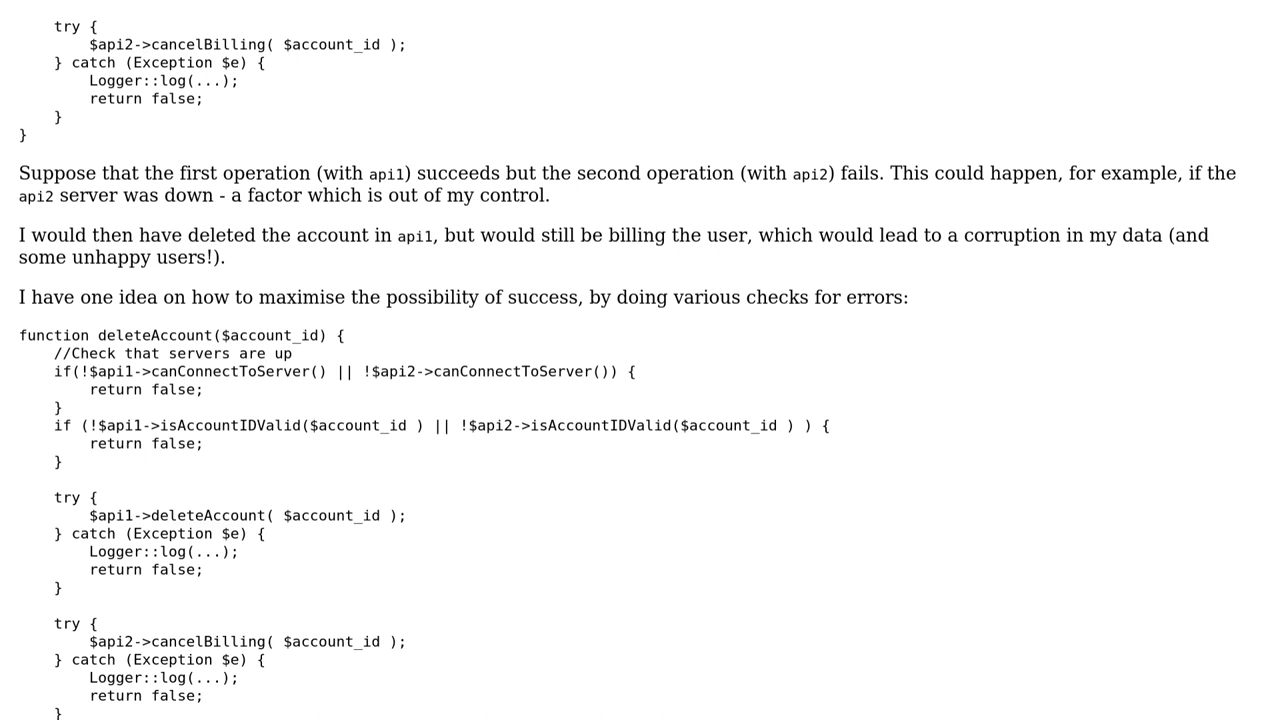 try {
        $api2->cancelBilling( $account_id );
    } catch (Exception $e) {
        Logger::log(...);
        return false;
    }
}
Suppose that the first operation (with api1) succeeds but the second operation (with api2) fails. This could happen, for example, if the
api2 server was down - a factor which is out of my control.
I would then have deleted the account in api1, but would still be billing the user, which would lead to a corruption in my data (and
some unhappy users!).
I have one idea on how to maximise the possibility of success, by doing various checks for errors:
function deleteAccount($account_id) {
    //Check that servers are up
    if(!$api1->canConnectToServer() || !$api2->canConnectToServer()) {
        return false;
    }
    if (!$api1->isAccountIDValid($account_id ) || !$api2->isAccountIDValid($account_id ) ) {
        return false;
    }
    try {
        $api1->deleteAccount( $account_id );
    } catch (Exception $e) {
        Logger::log(...);
        return false;
    }
    try {
        $api2->cancelBilling( $account_id );
    } catch (Exception $e) {
        Logger::log(...);
        return false;
    }